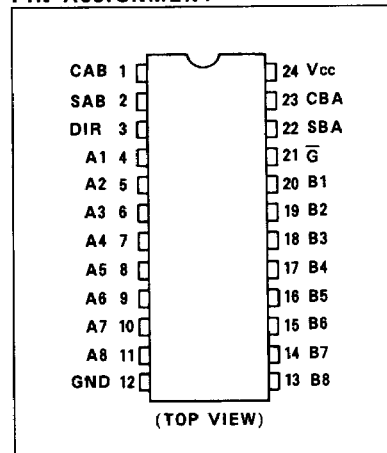 CAB 1 24 Vcc
SAB 2 23 CBA
DIR 3 22 SBA
A1 4 21 G̅
A2 5 20 B1
A3 6 19 B2
A4 7 18 B3
A5 8 17 B4
A6 9 16 B5
A7 10 15 B6
A8 11 14 B7
GND 12 13 B8
(TOP VIEW)